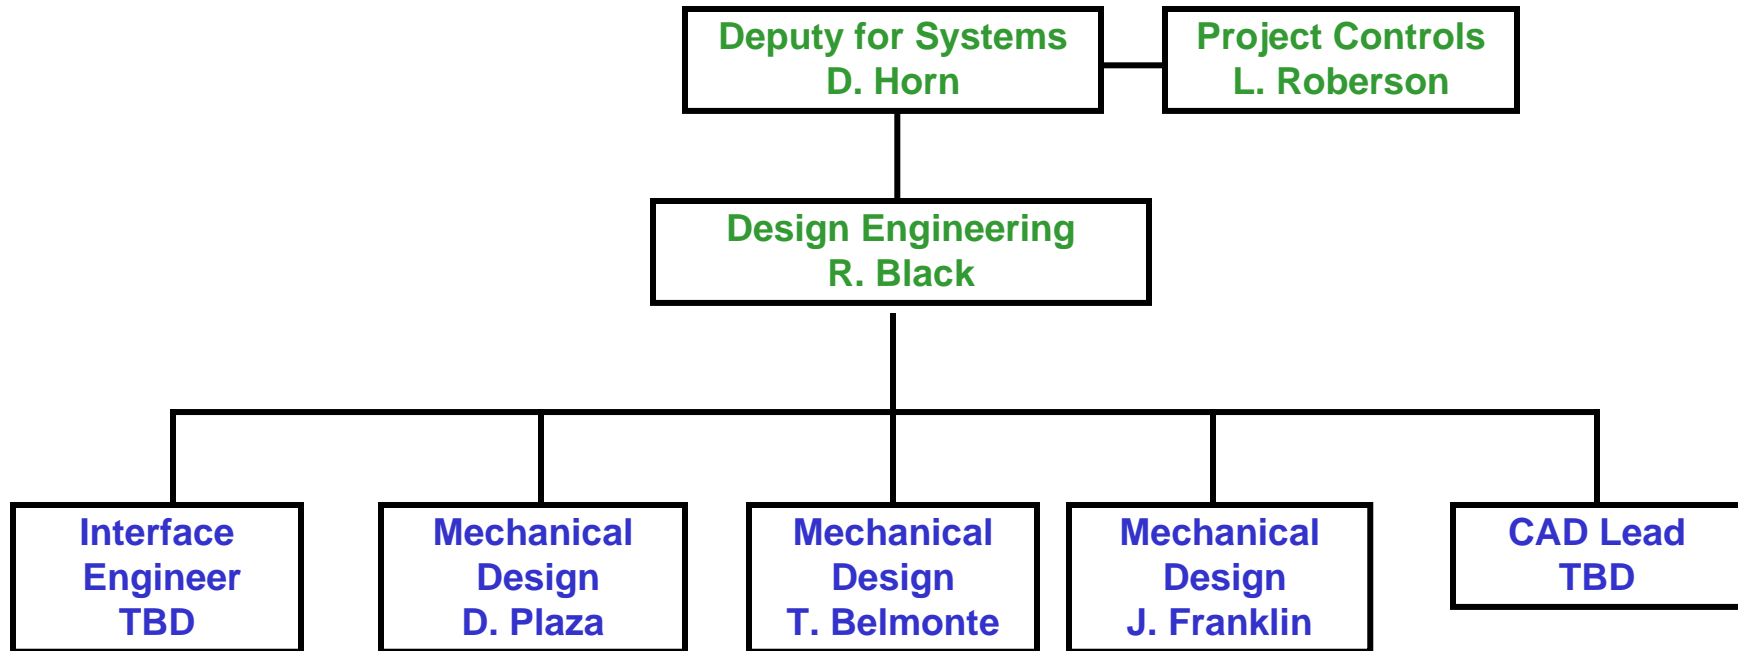 Deputy for Systems
D. Horn
Project Controls
L. Roberson
Design Engineering
R. Black
Interface
Engineer
TBD
Mechanical
Design
D. Plaza
Mechanical
Design
T. Belmonte
Mechanical
Design
J. Franklin
CAD Lead
TBD